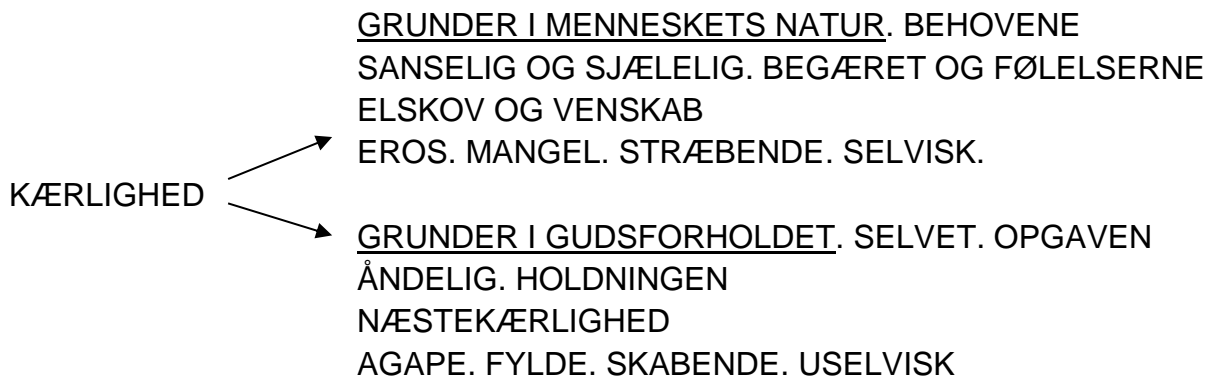 GRUNDER I MENNESKETS NATUR. BEHOVENE
SANSELIG OG SJÆLELIG. BEGÆRET OG FØLELSERNE
ELSKOV OG VENSKAB
EROS. MANGEL. STRÆBENDE. SELVISK.
KÆRLIGHED
GRUNDER I GUDSFORHOLDET. SELVET. OPGAVEN
ÅNDELIG. HOLDNINGEN
NÆSTEKÆRLIGHED
AGAPE. FYLDE. SKABENDE. USELVISK